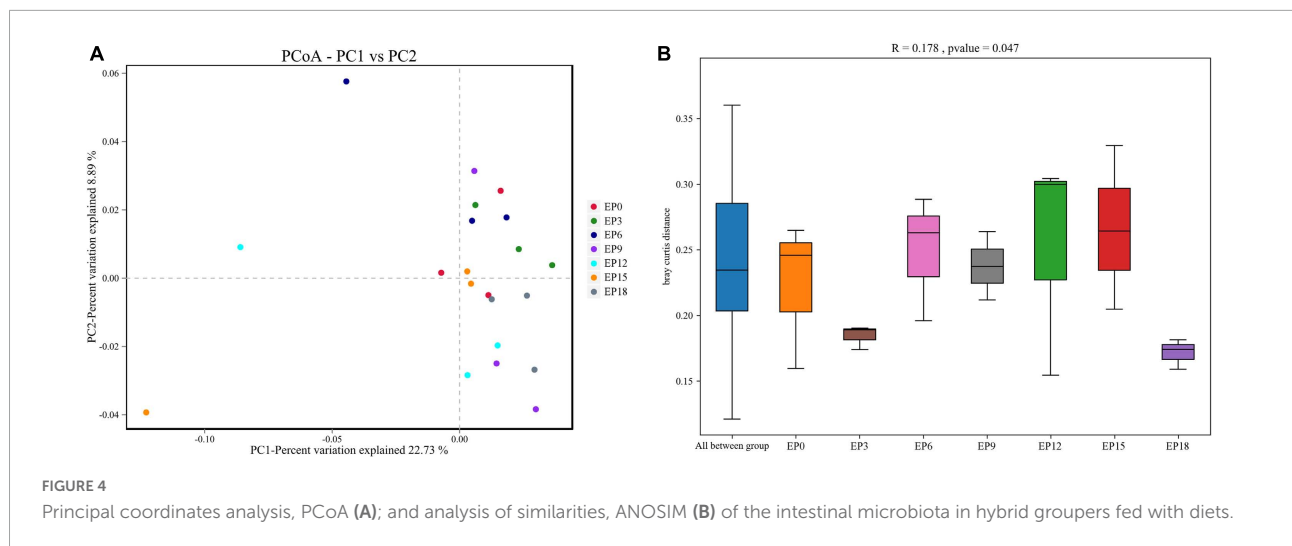 A
PCoA - PC1 vs PC2
PC2-Percent variation explained 8.89 %
0.06
0.04
0.02
0.00
-0.02
-0.04
-0.10
-0.05
0.00
PC1-Percent variation explained 22.73 %
EP0
EP3
EP6
EP9
EP12
EP15
EP18
B
R = 0.178 , pvalue = 0.047
bray curtis distance
0.35
0.30
0.25
0.20
0.15
All between group EP0 EP3 EP6 EP9 EP12 EP15 EP18
FIGURE 4
Principal coordinates analysis, PCoA (A); and analysis of similarities, ANOSIM (B) of the intestinal microbiota in hybrid groupers fed with diets.